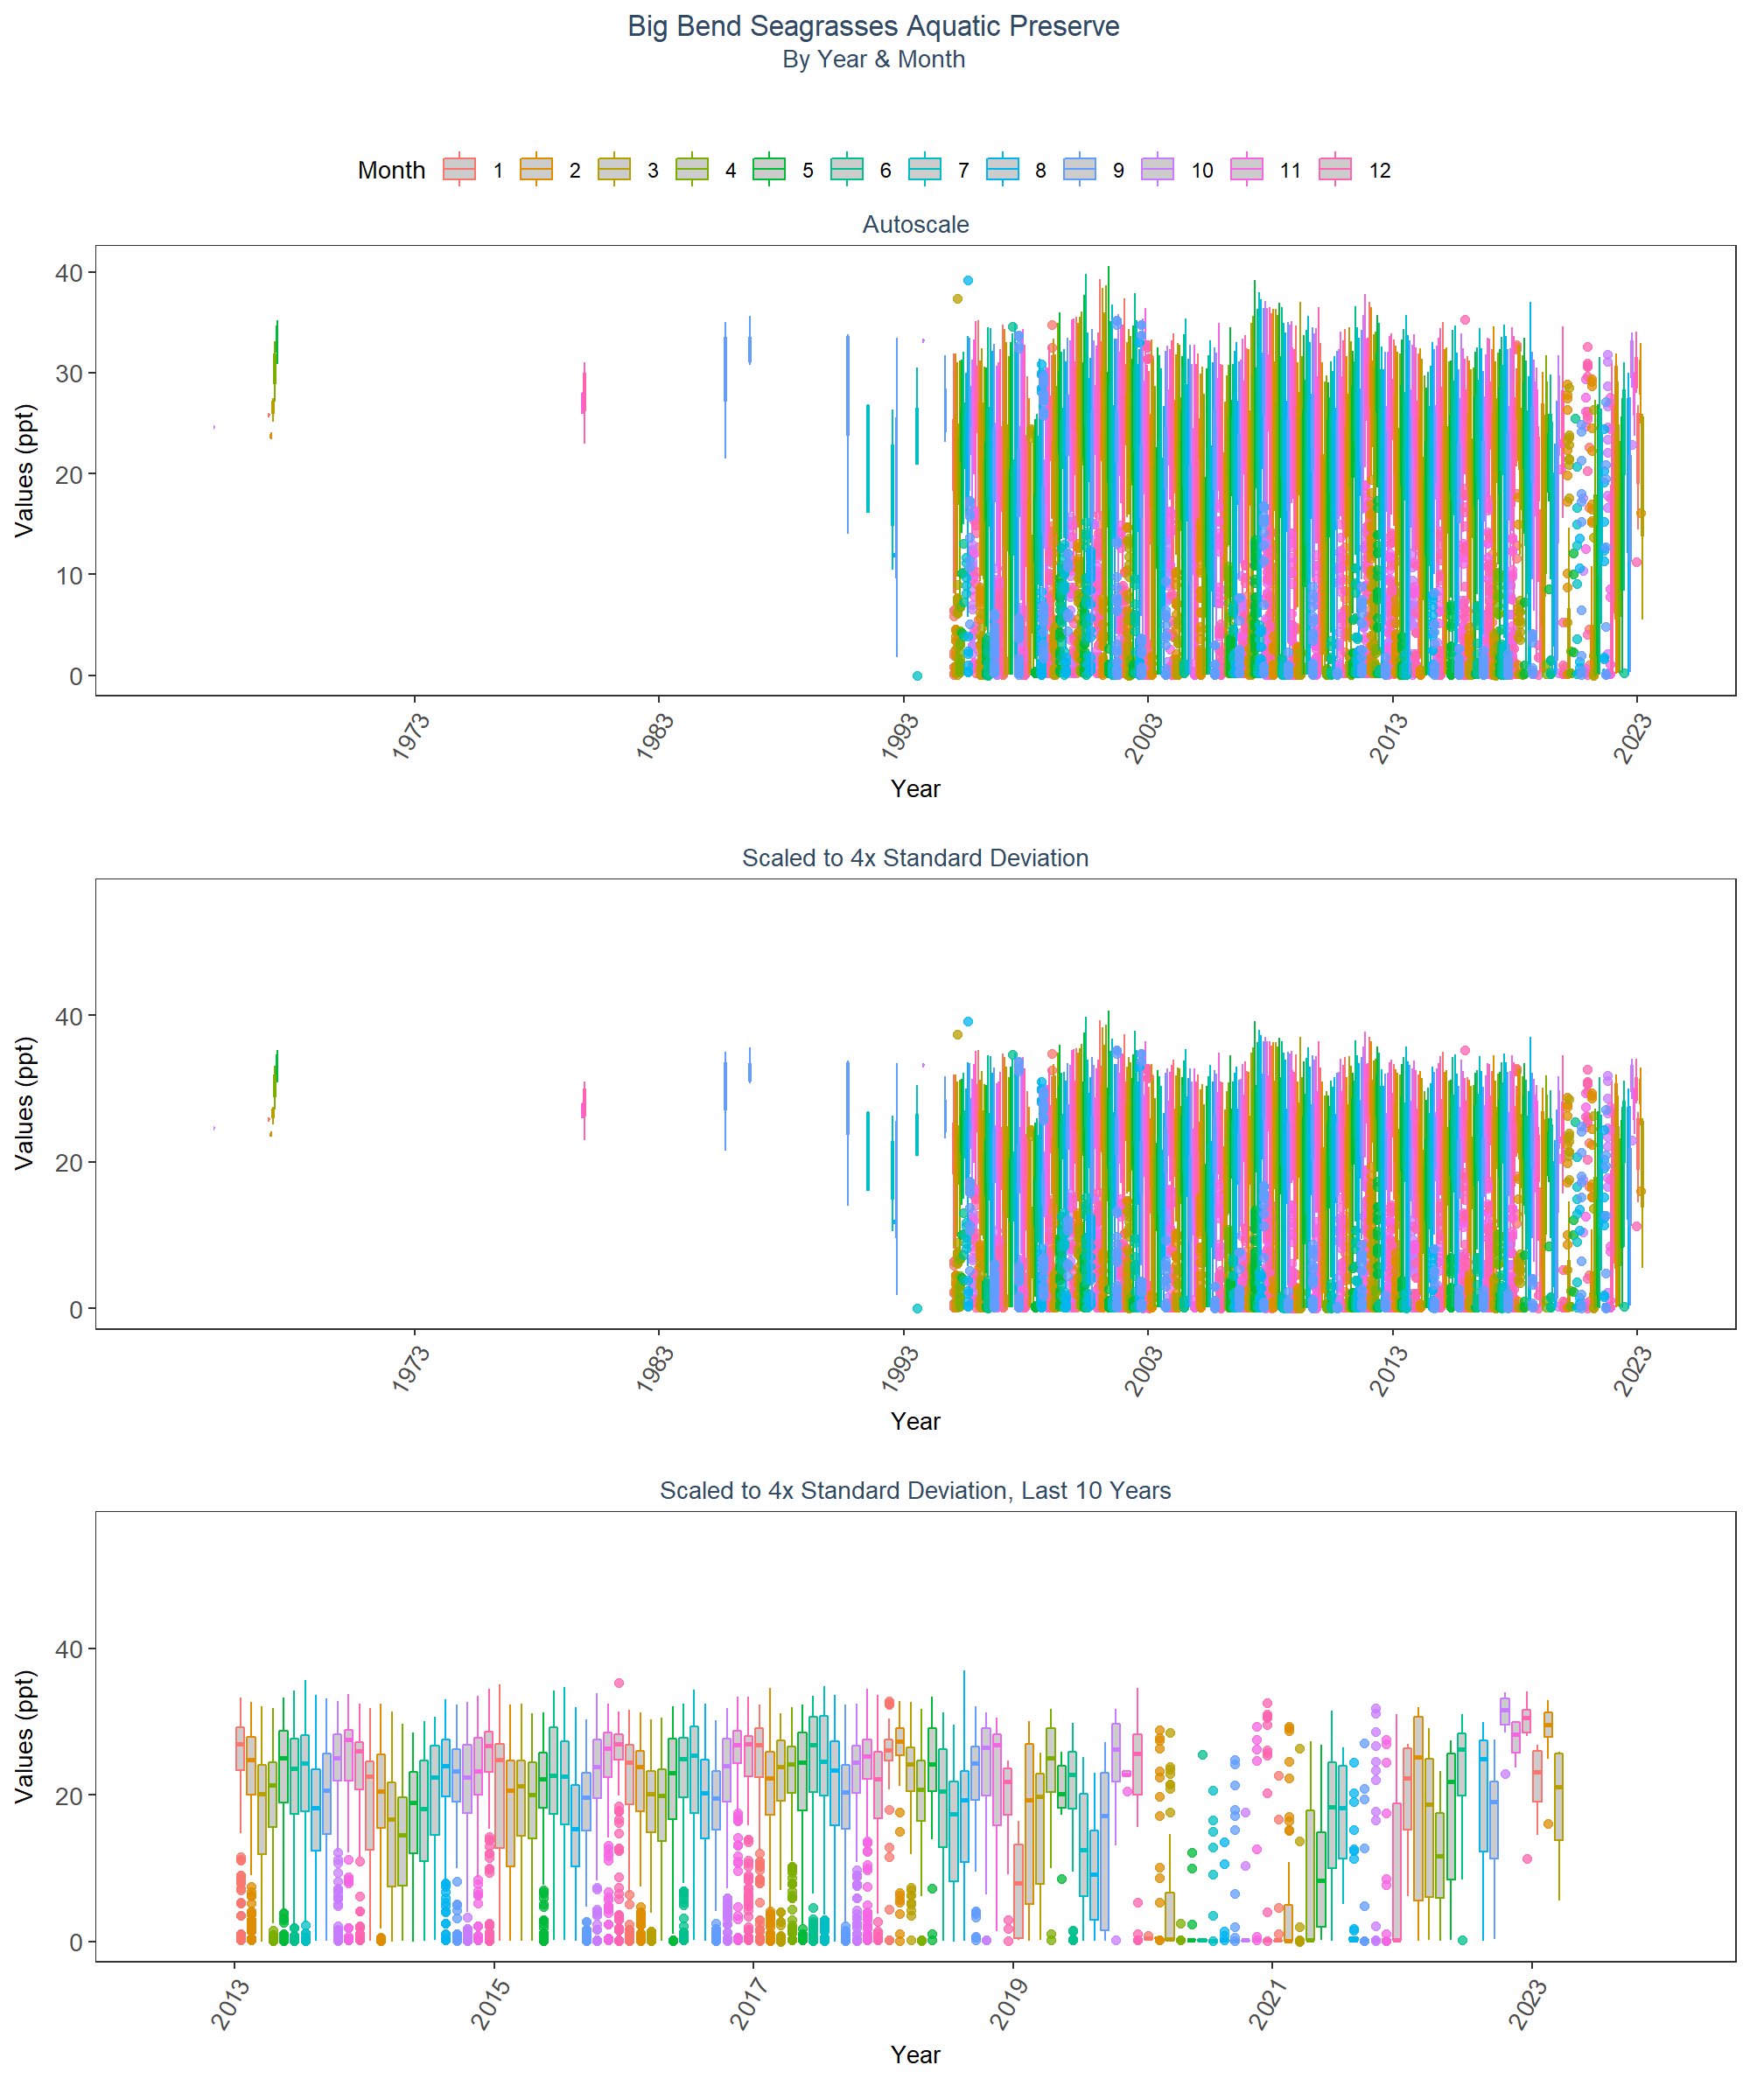 Big Bend Seagrasses Aquatic Preserve
By Year & Month
Month 1 2 3 4 5 6 7 8 9 10 11 12
Autoscale
40
30
20
10
0
Values (ppt)
1973 1983 1993 2003 2013 2023
Year
Scaled to 4x Standard Deviation
40
20
0
Values (ppt)
1973 1983 1993 2003 2013 2023
Year
Scaled to 4x Standard Deviation, Last 10 Years
40
20
0
Values (ppt)
2013 2015 2017 2019 2021 2023
Year